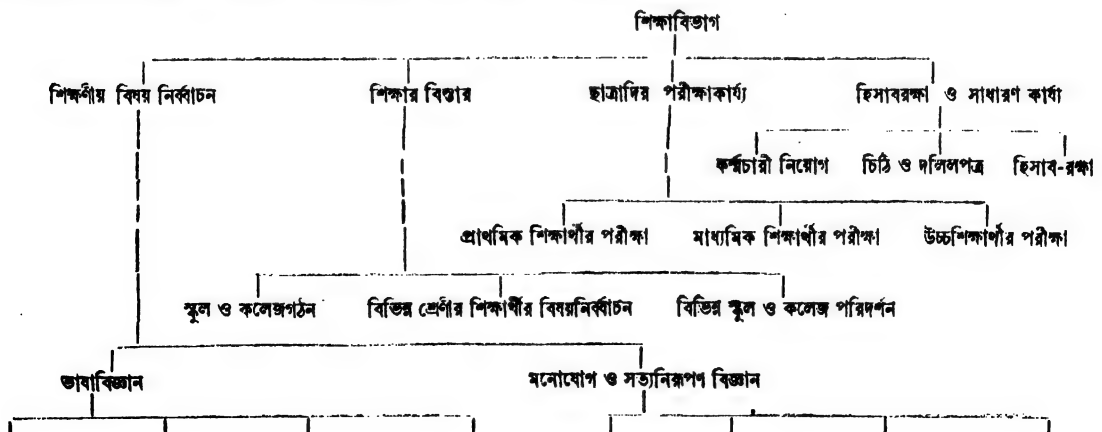 শিক্ষাবিভাগ
শিক্ষণীয় বিষয় নির্ব্বাচন শিক্ষার বিস্তার ছাত্রাদির পরীক্ষাকার্য্য হিসাবরক্ষা ও সাধারণ কার্য্য
কর্ম্মচারী নিয়োগ চিঠি ও দলিলপত্র হিসাব-রক্ষা
প্রাথমিক শিক্ষার্থীর পরীক্ষা মাধ্যমিক শিক্ষার্থীর পরীক্ষা উচ্চশিক্ষার্থীর পরীক্ষা
স্কুল ও কলেজগঠন বিভিন্ন শ্রেণীর শিক্ষার্থীর বিষয়নির্ব্বাচন বিভিন্ন স্কুল ও কলেজ পরিদর্শন
ভাষাবিজ্ঞান মনোযোগ ও সত্যনিরূপণ বিজ্ঞান